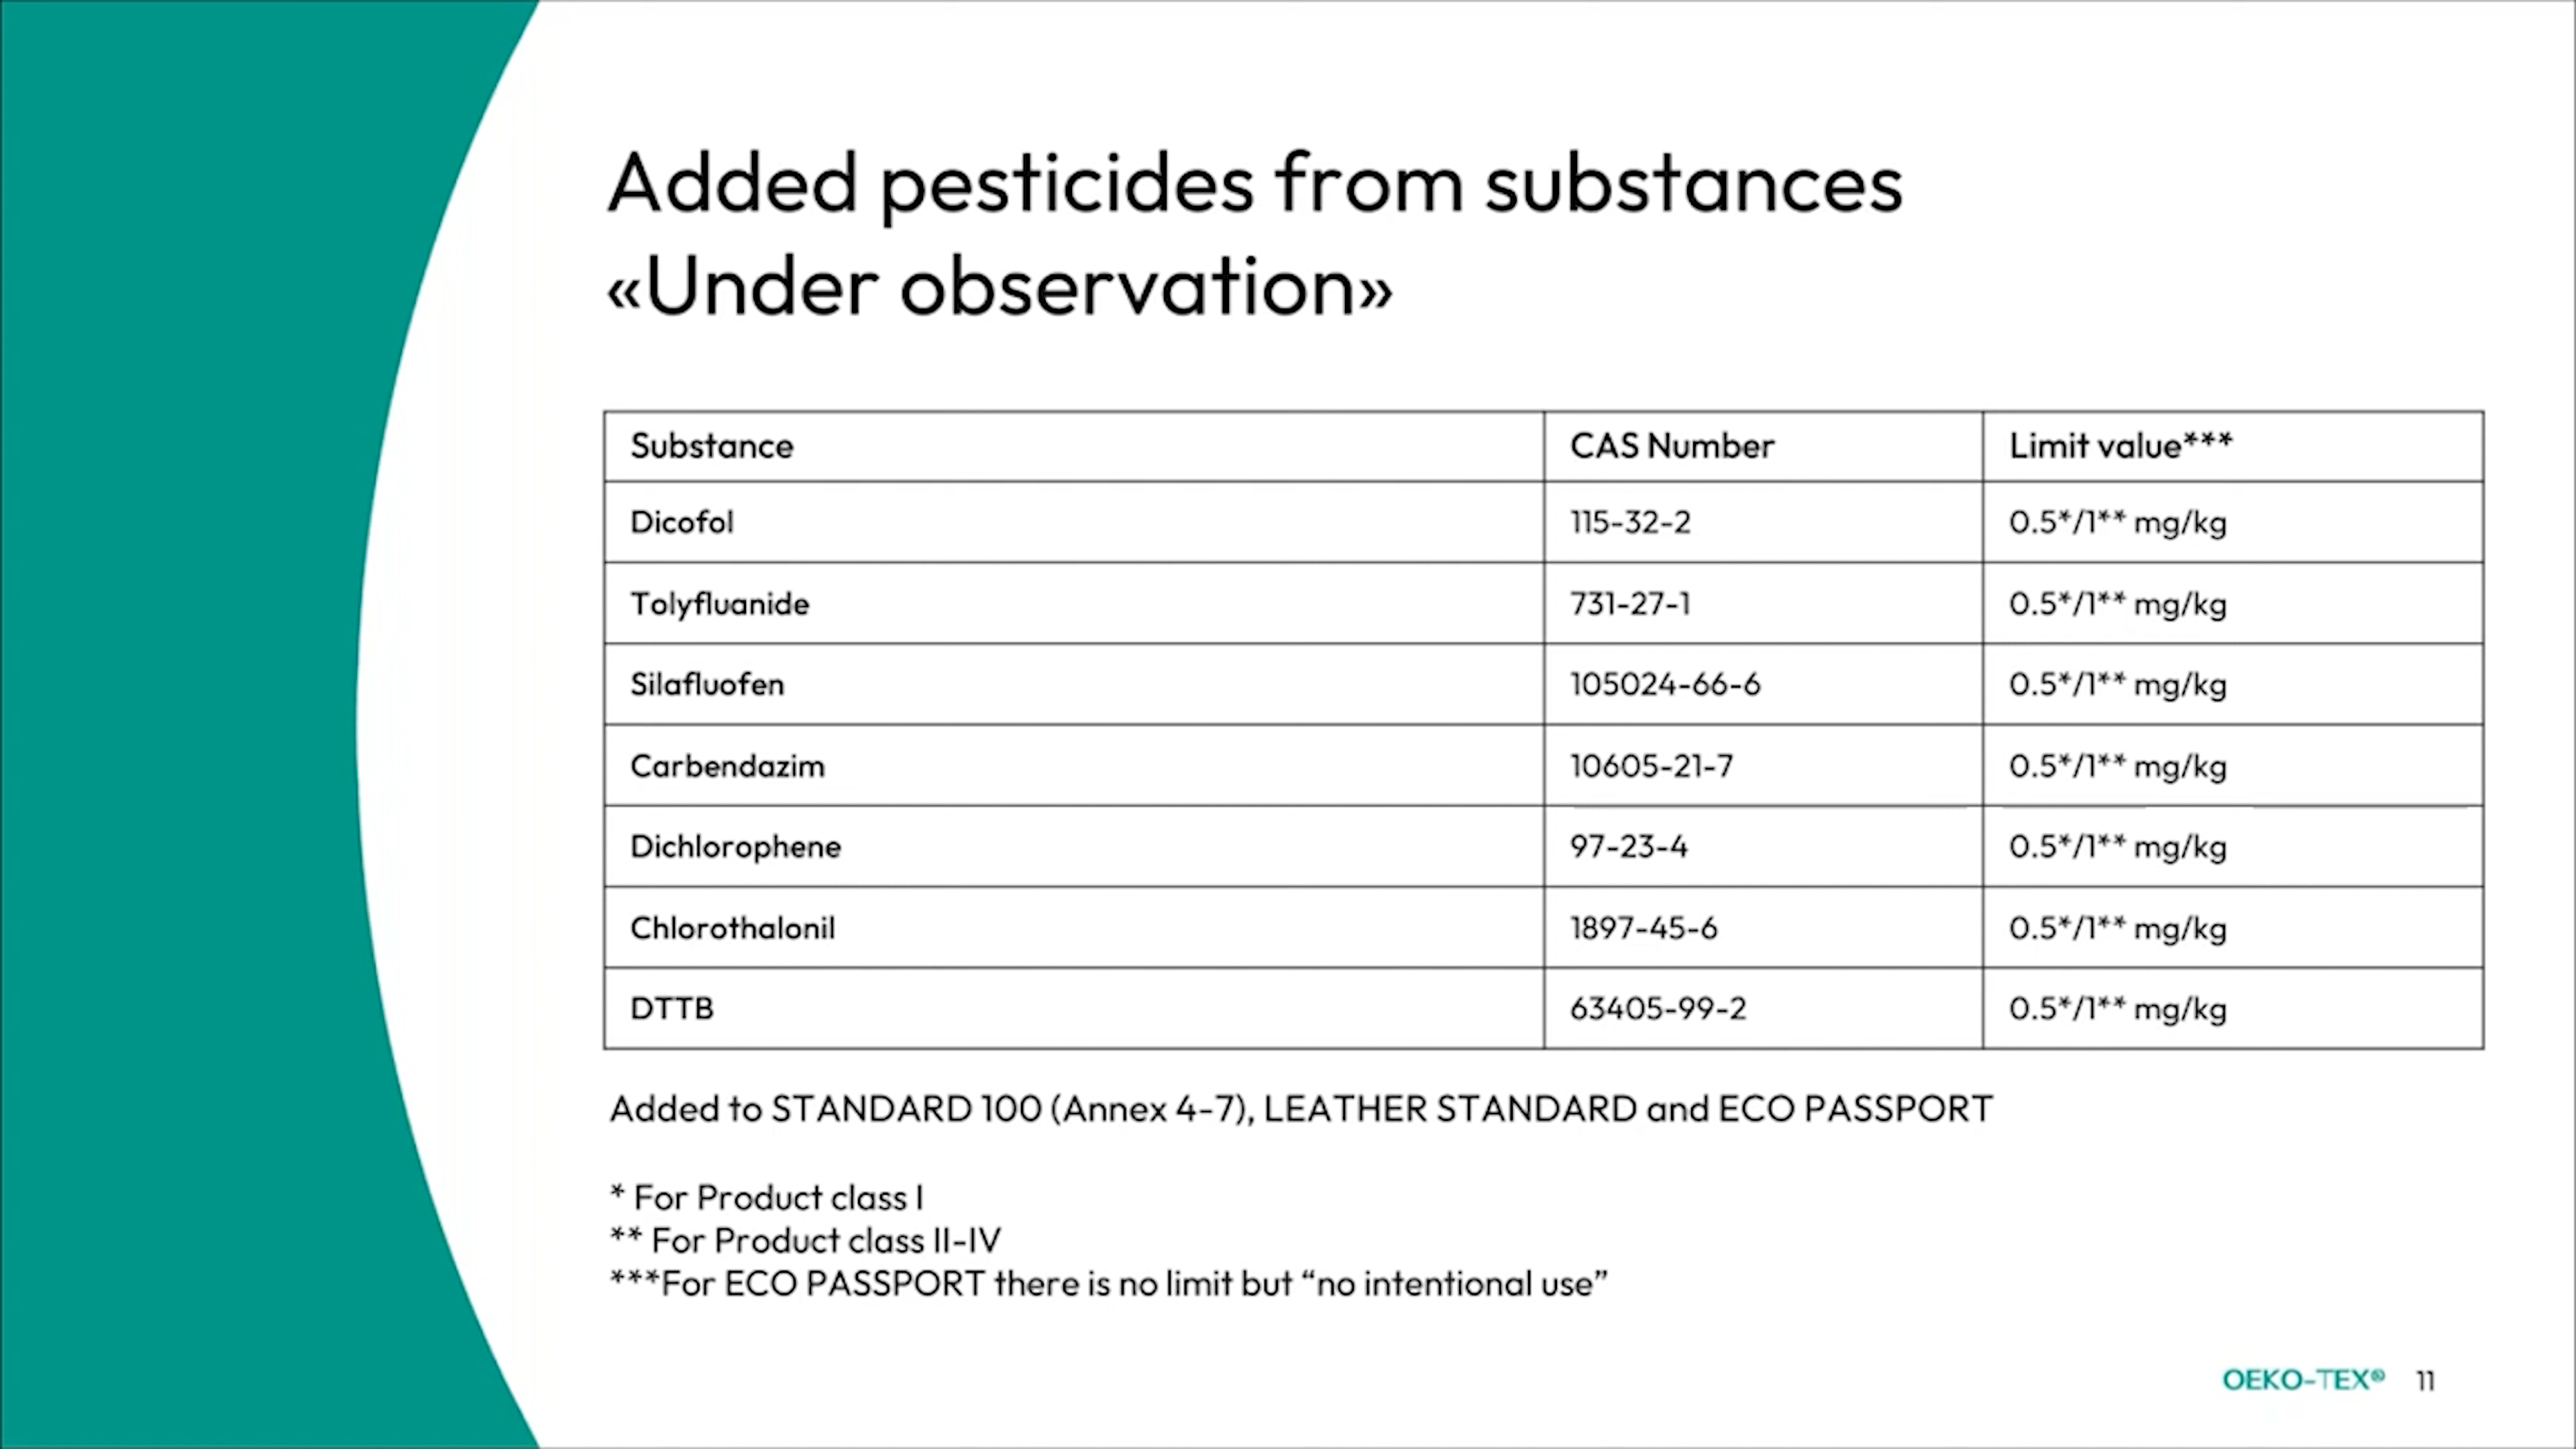 Added pesticides from substances
«Under observation»
Substance CAS Number Limit value***
Dicofol 115-32-2 0.5*/1** mg/kg
Tolyfluanide 731-27-1 0.5*/1** mg/kg
Silafluofen 105024-66-6 0.5*/1** mg/kg
Carbendazim 10605-21-7 0.5*/1** mg/kg
Dichlorophene 97-23-4 0.5*/1** mg/kg
Chlorothalonil 1897-45-6 0.5*/1** mg/kg
DTTB 63405-99-2 0.5*/1** mg/kg
Added to STANDARD 100 (Annex 4-7), LEATHER STANDARD and ECO PASSPORT
* For Product class I
** For Product class II-IV
***For ECO PASSPORT there is no limit but “no intentional use”
OEKO-TEX® 11